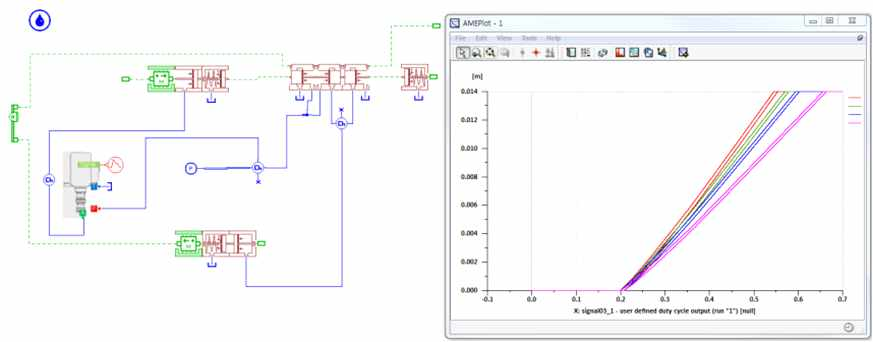 AMEPlot - 1
File Edit View Tools Help
[m]
0.014
0.012
0.010
0.008
0.006
0.004
0.002
0.000
-0.1 0.0 0.1 0.2 0.3 0.4 0.5 0.6 0.7
X: signal03_1 - user defined duty cycle output (run "1") [null]
P